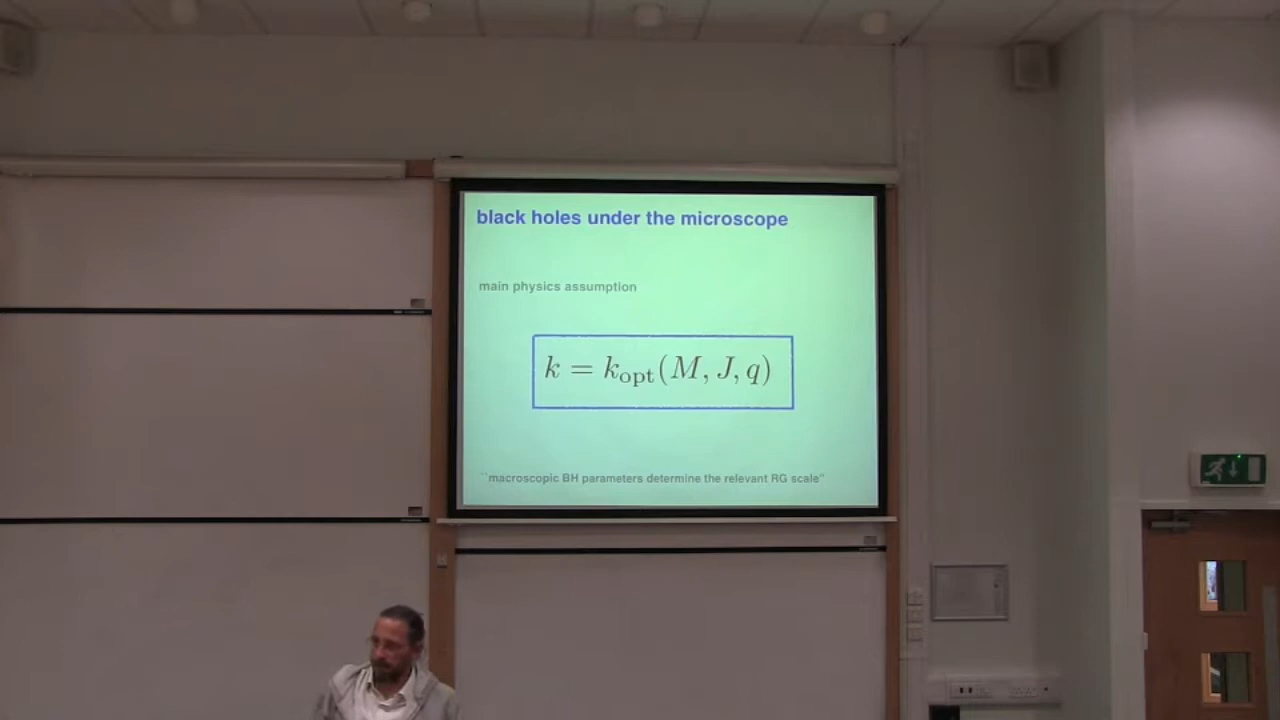 black holes under the microscope
main physics assumption
k = k_opt(M, J, q)
``macroscopic BH parameters determine the relevant RG scale''